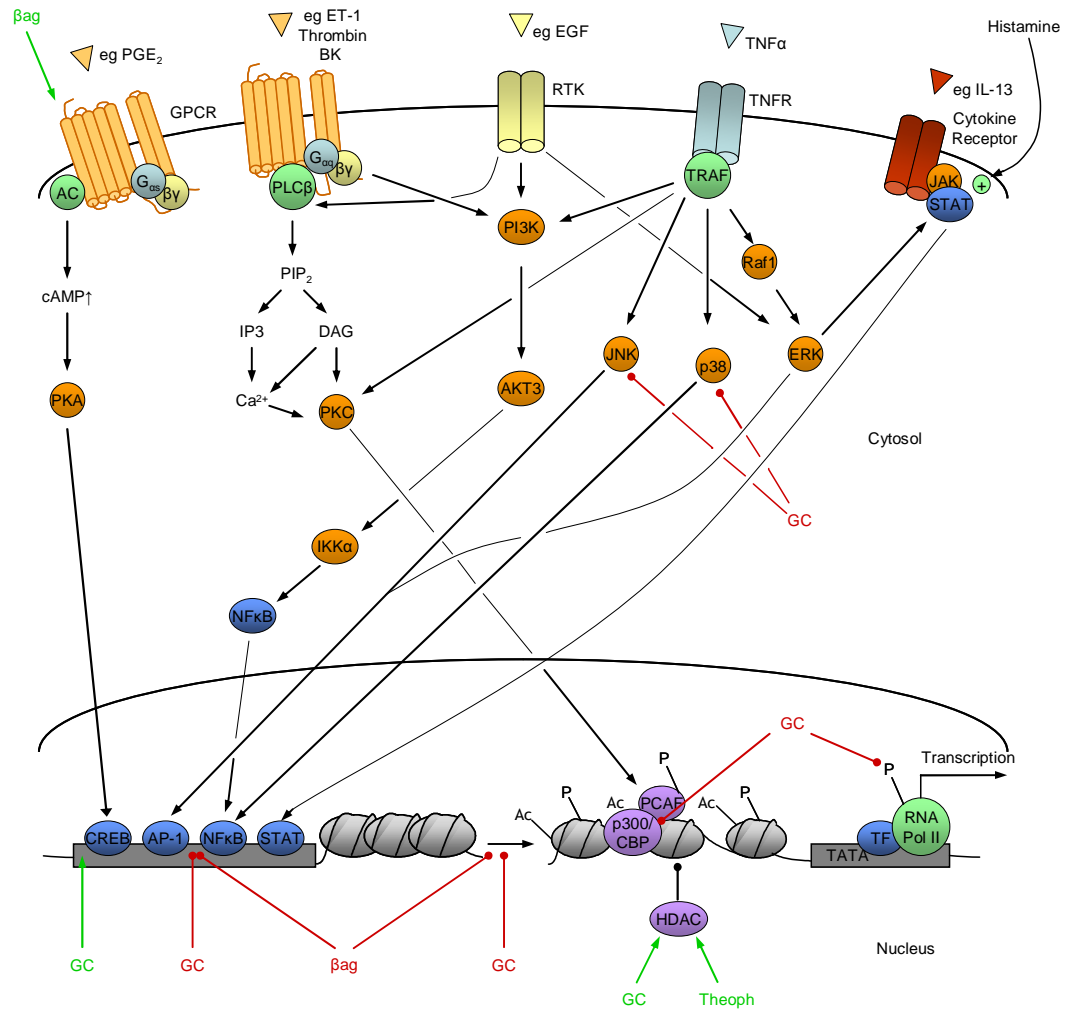 βag
eg ET-1
Thrombin
BK
eg PGE2
eg EGF
TNFα
Histamine
GPCR
RTK
TNFR
eg IL-13
Cytokine
Receptor
AC
Gαs
βγ
Gαq
βγ
PLCβ
TRAF
JAK
+
STAT
PI3K
Raf1
PIP2
cAMP↑
IP3
DAG
JNK
p38
ERK
PKA
Ca2+
PKC
AKT3
Cytosol
GC
IKKα
NFκB
GC
Transcription
P
P
P
P
Ac
Ac
Ac
PCAF
p300/
CBP
RNA
Pol II
TF
TATA
CREB
AP-1
NFκB
STAT
HDAC
Nucleus
GC
GC
βag
GC
GC
Theoph